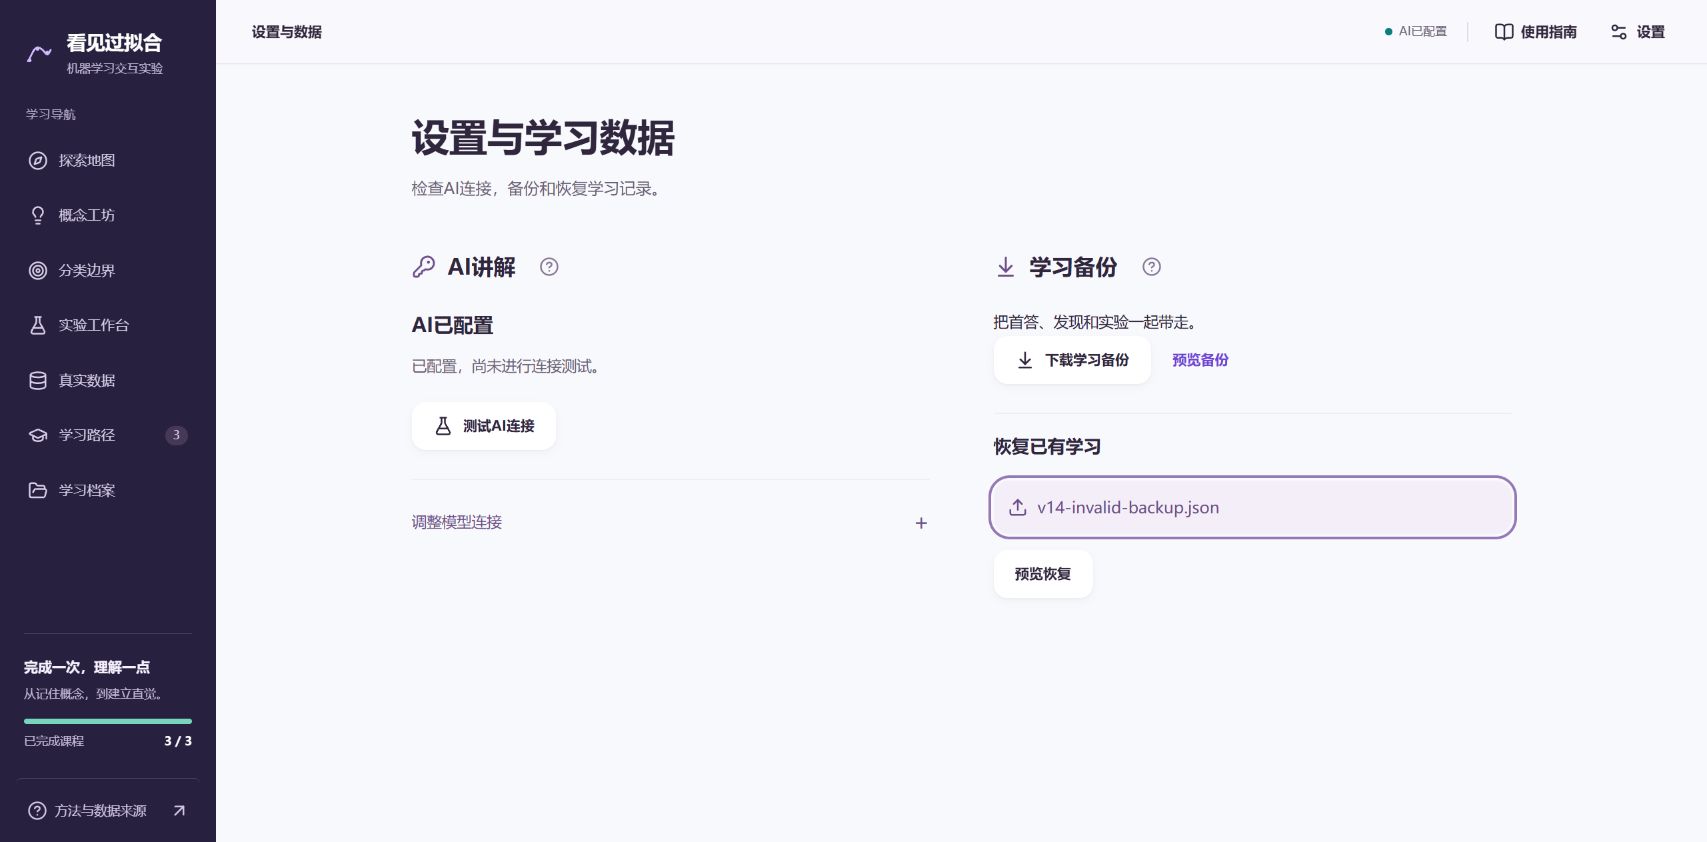 看见过拟合
机器学习交互实验
学习导航
探索地图
概念工坊
分类边界
实验工作台
真实数据
学习路径 3
学习档案
完成一次，理解一点
从记住概念，到建立直觉。
已完成课程 3 / 3
方法与数据来源
设置与数据
AI已配置
使用指南
设置
设置与学习数据
检查AI连接，备份和恢复学习记录。
AI讲解
AI已配置
已配置，尚未进行连接测试。
测试AI连接
调整模型连接
学习备份
把首答、发现和实验一起带走。
下载学习备份 预览备份
恢复已有学习
v14-invalid-backup.json
预览恢复